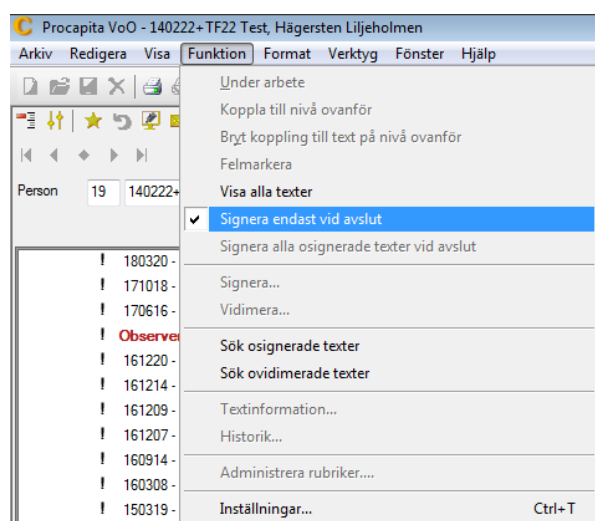 Procapita VoO - 140222+TF22 Test, Hägersten Liljeholmen
Arkiv Redigera Visa Funktion Format Verktyg Fönster Hjälp
Under arbete
Koppla till nivå ovanför
Bryt koppling till text på nivå ovanför
Felmarkera
Person 19 140222+ Visa alla texter
Signera endast vid avslut
Signera alla osignerade texter vid avslut
! 180320 -
! 171018 - Signera...
! 170616 - Vidimera...
! Observe
! 161220 - Sök osignerade texter
! 161214 - Sök ovidimerade texter
! 161209 - Textinformation...
! 161207 - Historik...
! 160914 -
! 160308 - Administrera rubriker....
! 150319 - Inställningar... Ctrl+T